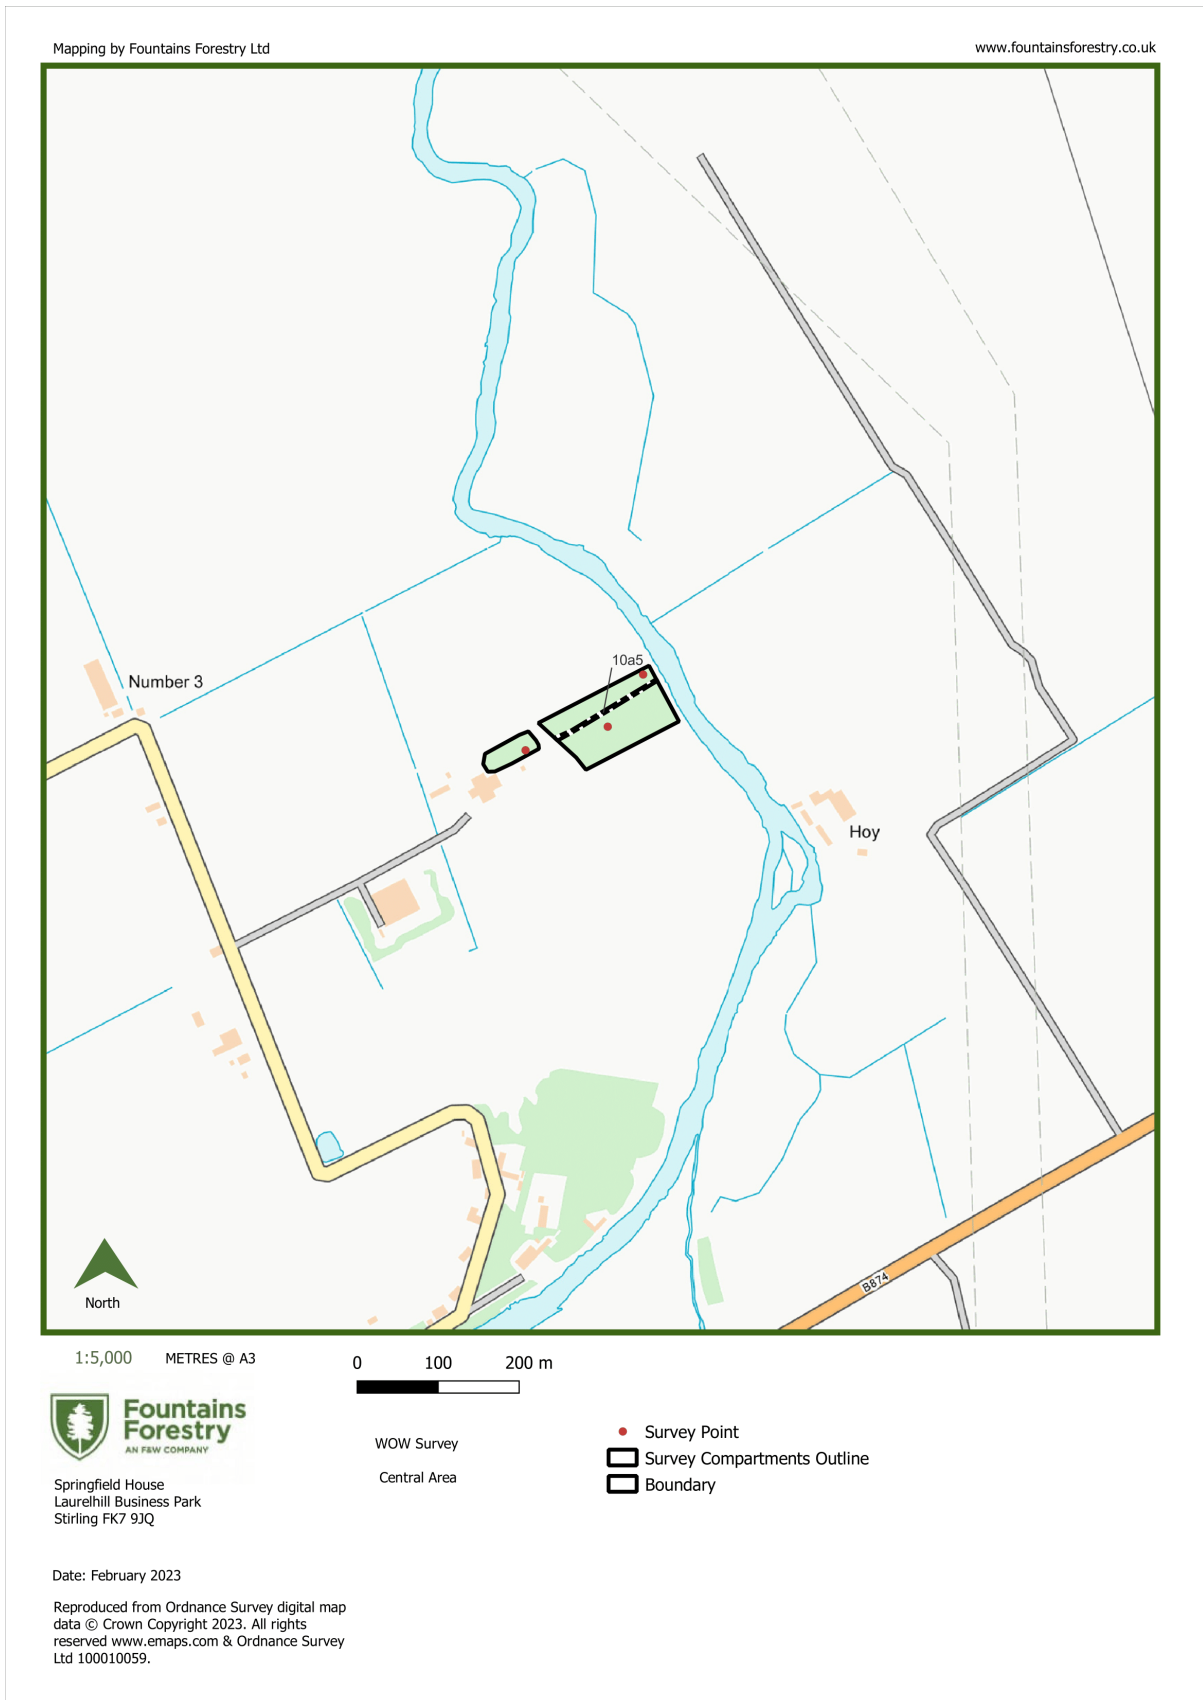 Mapping by Fountains Forestry Ltd
www.fountainsforestry.co.uk
10a5
Number 3
Hoy
B874
North
1:5,000
METRES @ A3
0 100 200 m
Fountains
Forestry
AN F&W COMPANY
WOW Survey
Central Area
Survey Point
Survey Compartments Outline
Boundary
Springfield House
Laurelhill Business Park
Stirling FK7 9JQ
Date: February 2023
Reproduced from Ordnance Survey digital map
data © Crown Copyright 2023. All rights
reserved www.emaps.com & Ordnance Survey
Ltd 100010059.